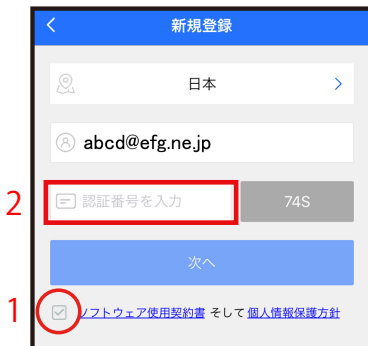 新規登録
日本
abcd@efg.ne.jp
2 認証番号を入力 74S
次へ
1 ソフトウェア使用契約書 そして 個人情報保護方針